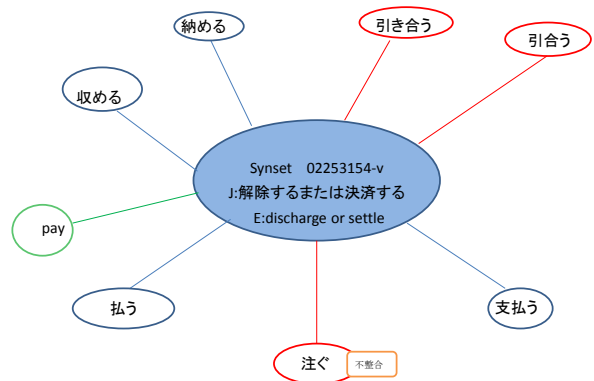 納める
引き合う
引合う
収める
Synset 02253154-v
J:解除するまたは決済する
E:discharge or settle
pay
払う
支払う
注ぐ
不整合